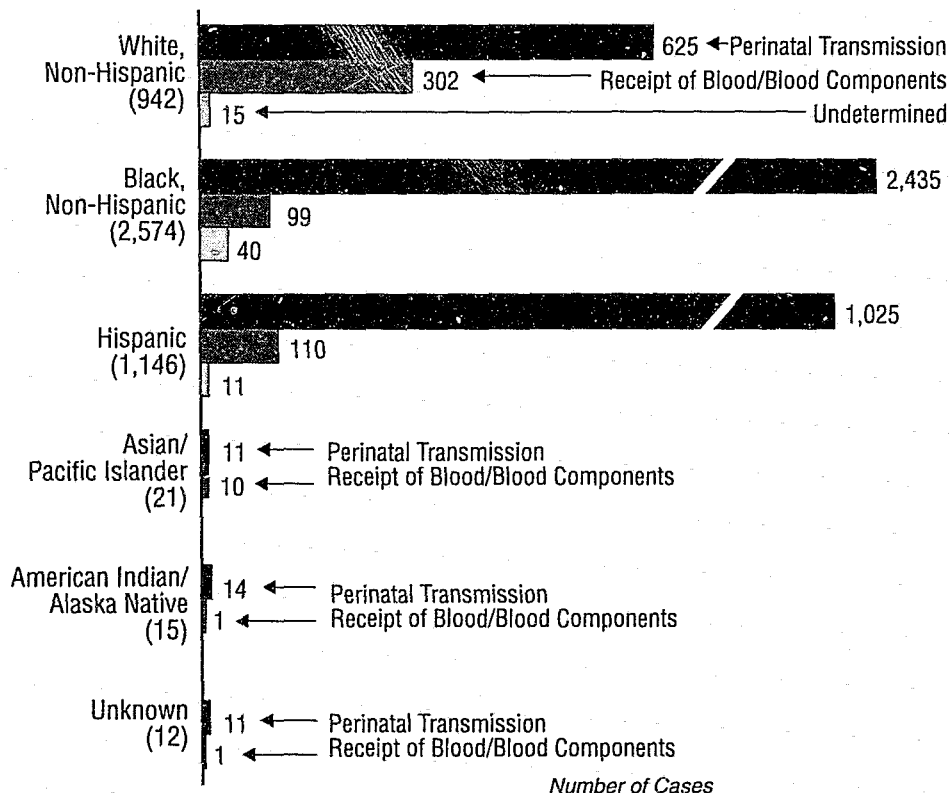 White,
Non-Hispanic
(942)
625 Perinatal Transmission
302 Receipt of Blood/Blood Components
15 Undetermined
Black,
Non-Hispanic
(2,574)
2,435
99
40
Hispanic
(1,146)
1,025
110
11
Asian/
Pacific Islander
(21)
11 Perinatal Transmission
10 Receipt of Blood/Blood Components
American Indian/
Alaska Native
(15)
14 Perinatal Transmission
1 Receipt of Blood/Blood Components
Unknown
(12)
11 Perinatal Transmission
1 Receipt of Blood/Blood Components
Number of Cases